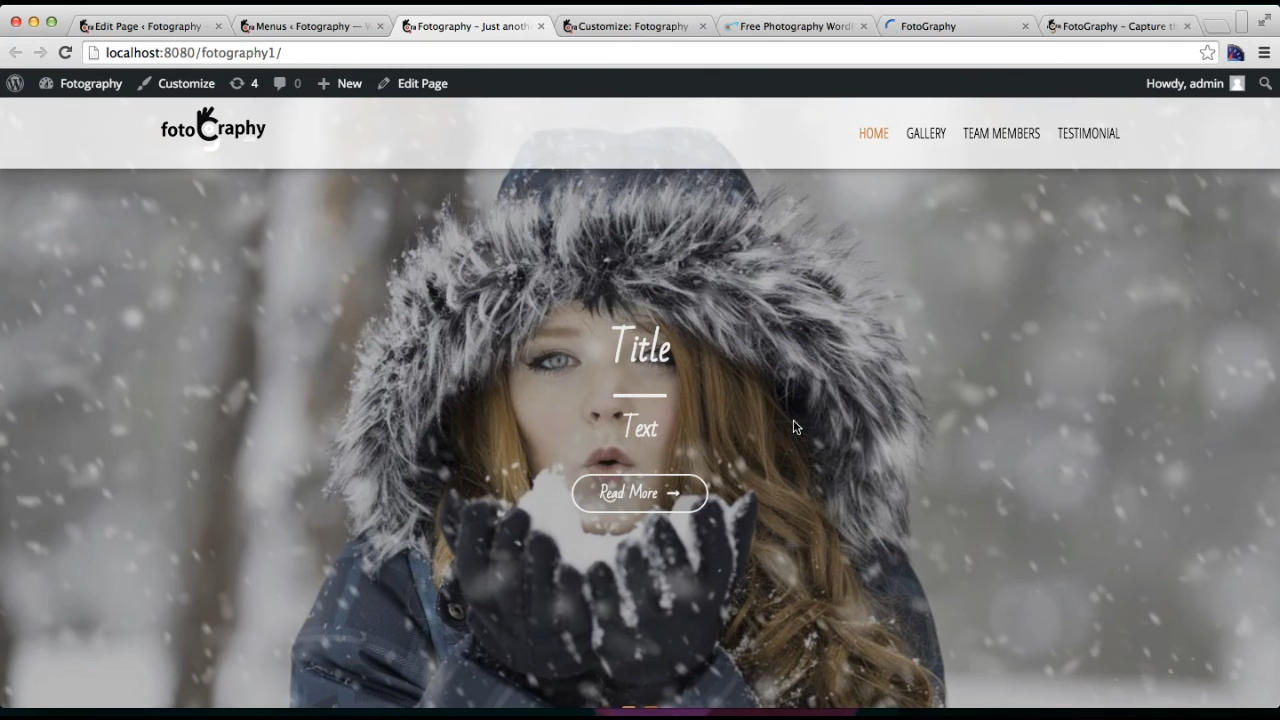 Edit Page ‹ Fotography
Menus ‹ Fotography —
Fotography – Just anoth
Customize: Fotography
Free Photography Word
FotoGraphy
FotoGraphy – Capture th
localhost:8080/fotography1/
Fotography
Customize
4
0
New
Edit Page
Howdy, admin
fotography
HOME
GALLERY
TEAM MEMBERS
TESTIMONIAL
Title
Text
Read More →